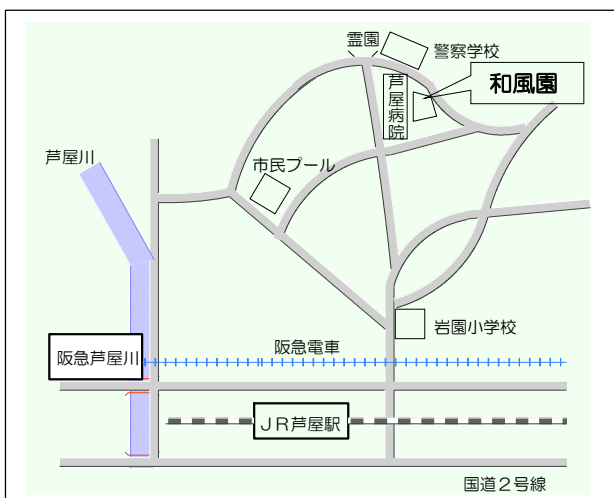 霊園
警察学校
和風園
芦屋病院
芦屋川
市民プール
岩園小学校
阪急電車
阪急芦屋川
ＪＲ芦屋駅
国道２号線